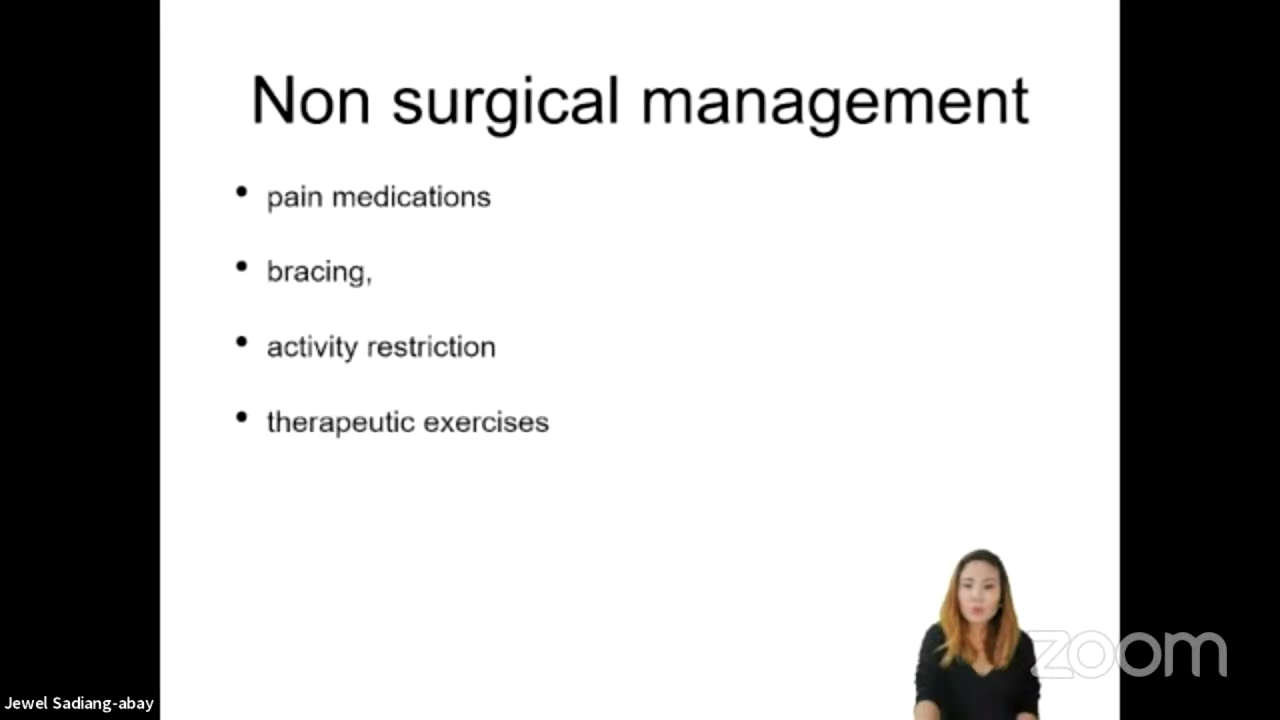 Non surgical management
• pain medications
• bracing,
• activity restriction
• therapeutic exercises
zoom
Jewel Sadiang-abay